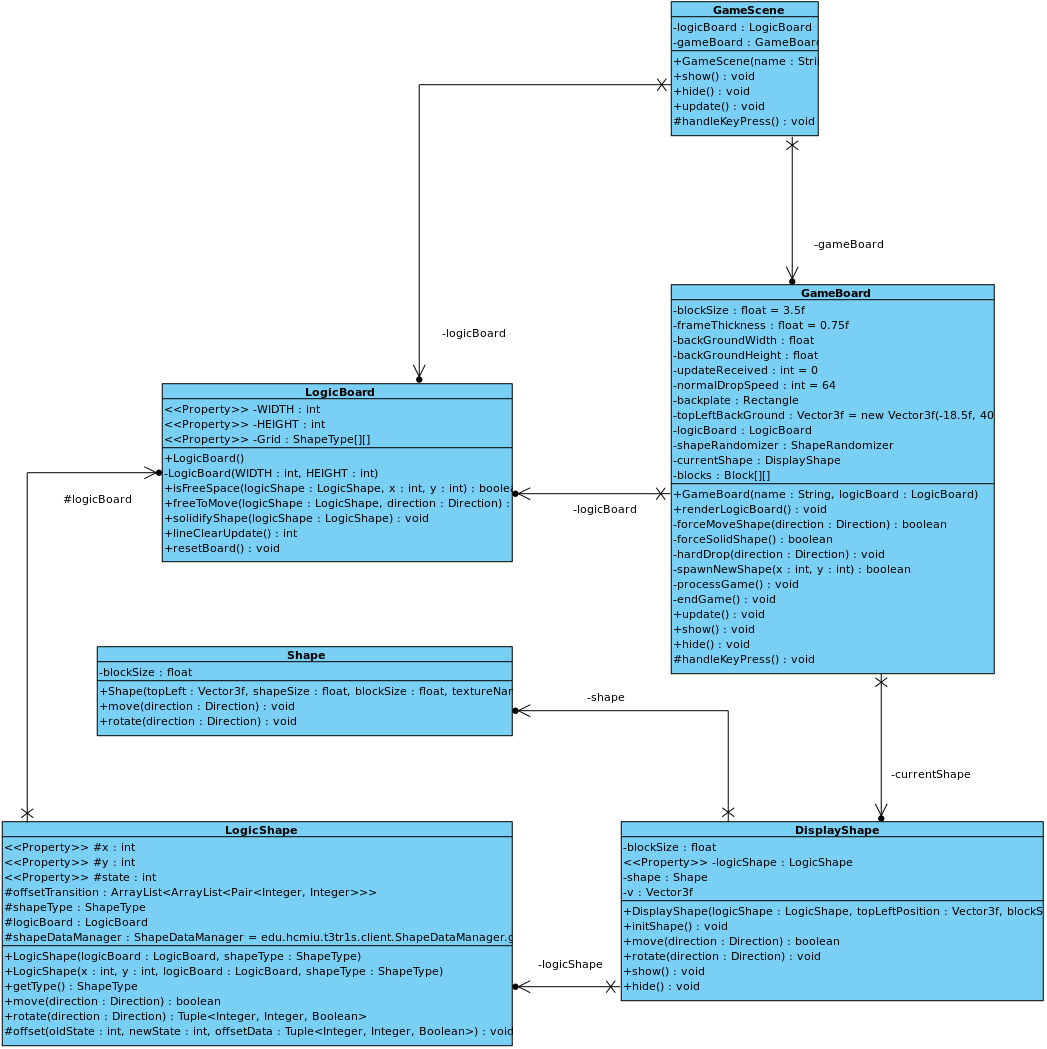 GameScene
-logicBoard : LogicBoard
-gameBoard : GameBoard
+GameScene(name : Stri
+show() : void
+hide() : void
+update() : void
#handleKeyPress() : void
-gameBoard
-logicBoard
GameBoard
-blockSize : float = 3.5f
-frameThickness : float = 0.75f
-backGroundWidth : float
-backGroundHeight : float
-updateReceived : int = 0
-normalDropSpeed : int = 64
-backplate : Rectangle
-topLeftBackGround : Vector3f = new Vector3f(-18.5f, 40
-logicBoard : LogicBoard
-shapeRandomizer : ShapeRandomizer
-currentShape : DisplayShape
-blocks : Block[][]
+GameBoard(name : String, logicBoard : LogicBoard)
+renderLogicBoard() : void
-forceMoveShape(direction : Direction) : boolean
-forceSolidShape() : boolean
-hardDrop(direction : Direction) : void
-spawnNewShape(x : int, y : int) : boolean
-processGame() : void
-endGame() : void
+update() : void
+show() : void
+hide() : void
#handleKeyPress() : void
LogicBoard
<<Property>> -WIDTH : int
<<Property>> -HEIGHT : int
<<Property>> -Grid : ShapeType[][]
+LogicBoard()
-LogicBoard(WIDTH : int, HEIGHT : int)
+isFreeSpace(logicShape : LogicShape, x : int, y : int) : boolea
+freeToMove(logicShape : LogicShape, direction : Direction) :
+solidifyShape(logicShape : LogicShape) : void
+lineClearUpdate() : int
+resetBoard() : void
#logicBoard
-logicBoard
Shape
-blockSize : float
+Shape(topLeft : Vector3f, shapeSize : float, blockSize : float, textureNar
+move(direction : Direction) : void
+rotate(direction : Direction) : void
-shape
-currentShape
LogicShape
<<Property>> #x : int
<<Property>> #y : int
<<Property>> #state : int
#offsetTransition : ArrayList<ArrayList<Pair<Integer, Integer>>>
#shapeType : ShapeType
#logicBoard : LogicBoard
#shapeDataManager : ShapeDataManager = edu.hcmiu.t3tr1s.client.ShapeDataManager.g
+LogicShape(logicBoard : LogicBoard, shapeType : ShapeType)
+LogicShape(x : int, y : int, logicBoard : LogicBoard, shapeType : ShapeType)
+getType() : ShapeType
+move(direction : Direction) : boolean
+rotate(direction : Direction) : Tuple<Integer, Integer, Boolean>
#offset(oldState : int, newState : int, offsetData : Tuple<Integer, Integer, Boolean>) : void
-logicShape
DisplayShape
-blockSize : float
<<Property>> -logicShape : LogicShape
-shape : Shape
-v : Vector3f
+DisplayShape(logicShape : LogicShape, topLeftPosition : Vector3f, blockS
+initShape() : void
+move(direction : Direction) : boolean
+rotate(direction : Direction) : void
+show() : void
+hide() : void